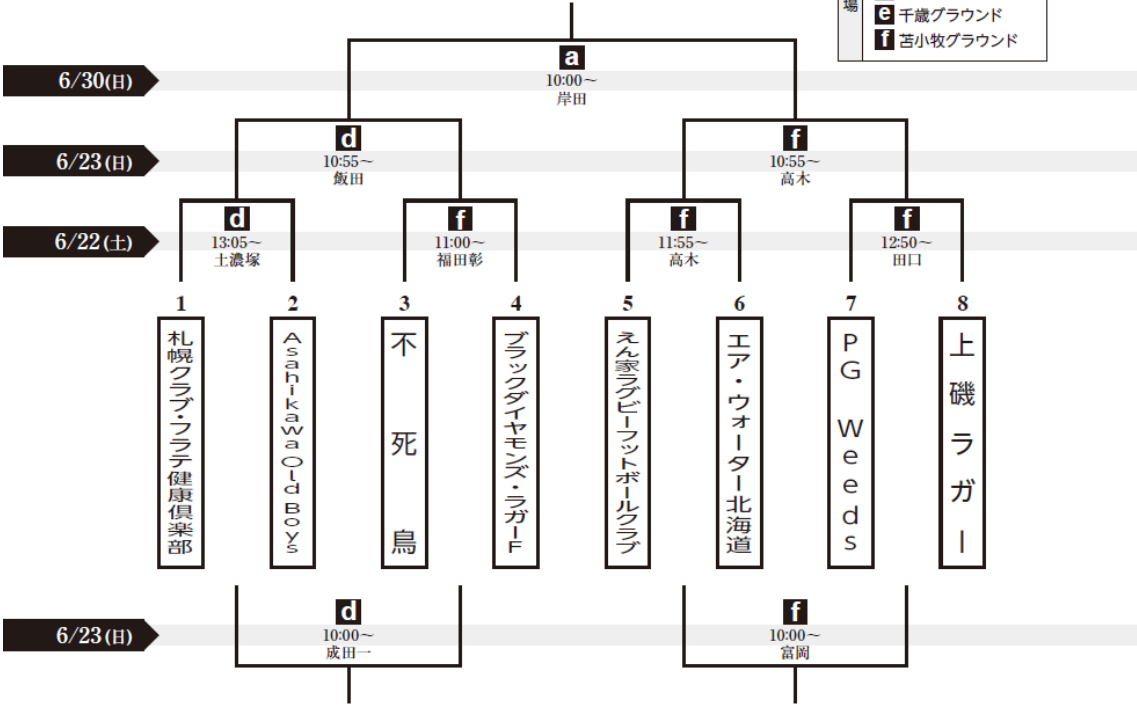 場
e 千歳グラウンド
f 苫小牧グラウンド
a
6/30(日)
10:00~
岸田
d
f
6/23(日)
10:55~
10:55~
飯田
高木
d
f
f
f
6/22(土)
13:05~
11:00~
11:55~
12:50~
土濃塚
福田彰
高木
田口
1
2
3
4
5
6
7
8
札幌クラブ・フラテ健康倶楽部
Asahikawa Old Boys
不死鳥
ブラックダイヤモンズ・ラガーF
えん家ラグビーフットボールクラブ
エア・ウォーター北海道
PG Weeds
上磯ラガー
d
f
6/23(日)
10:00~
10:00~
成田一
富岡